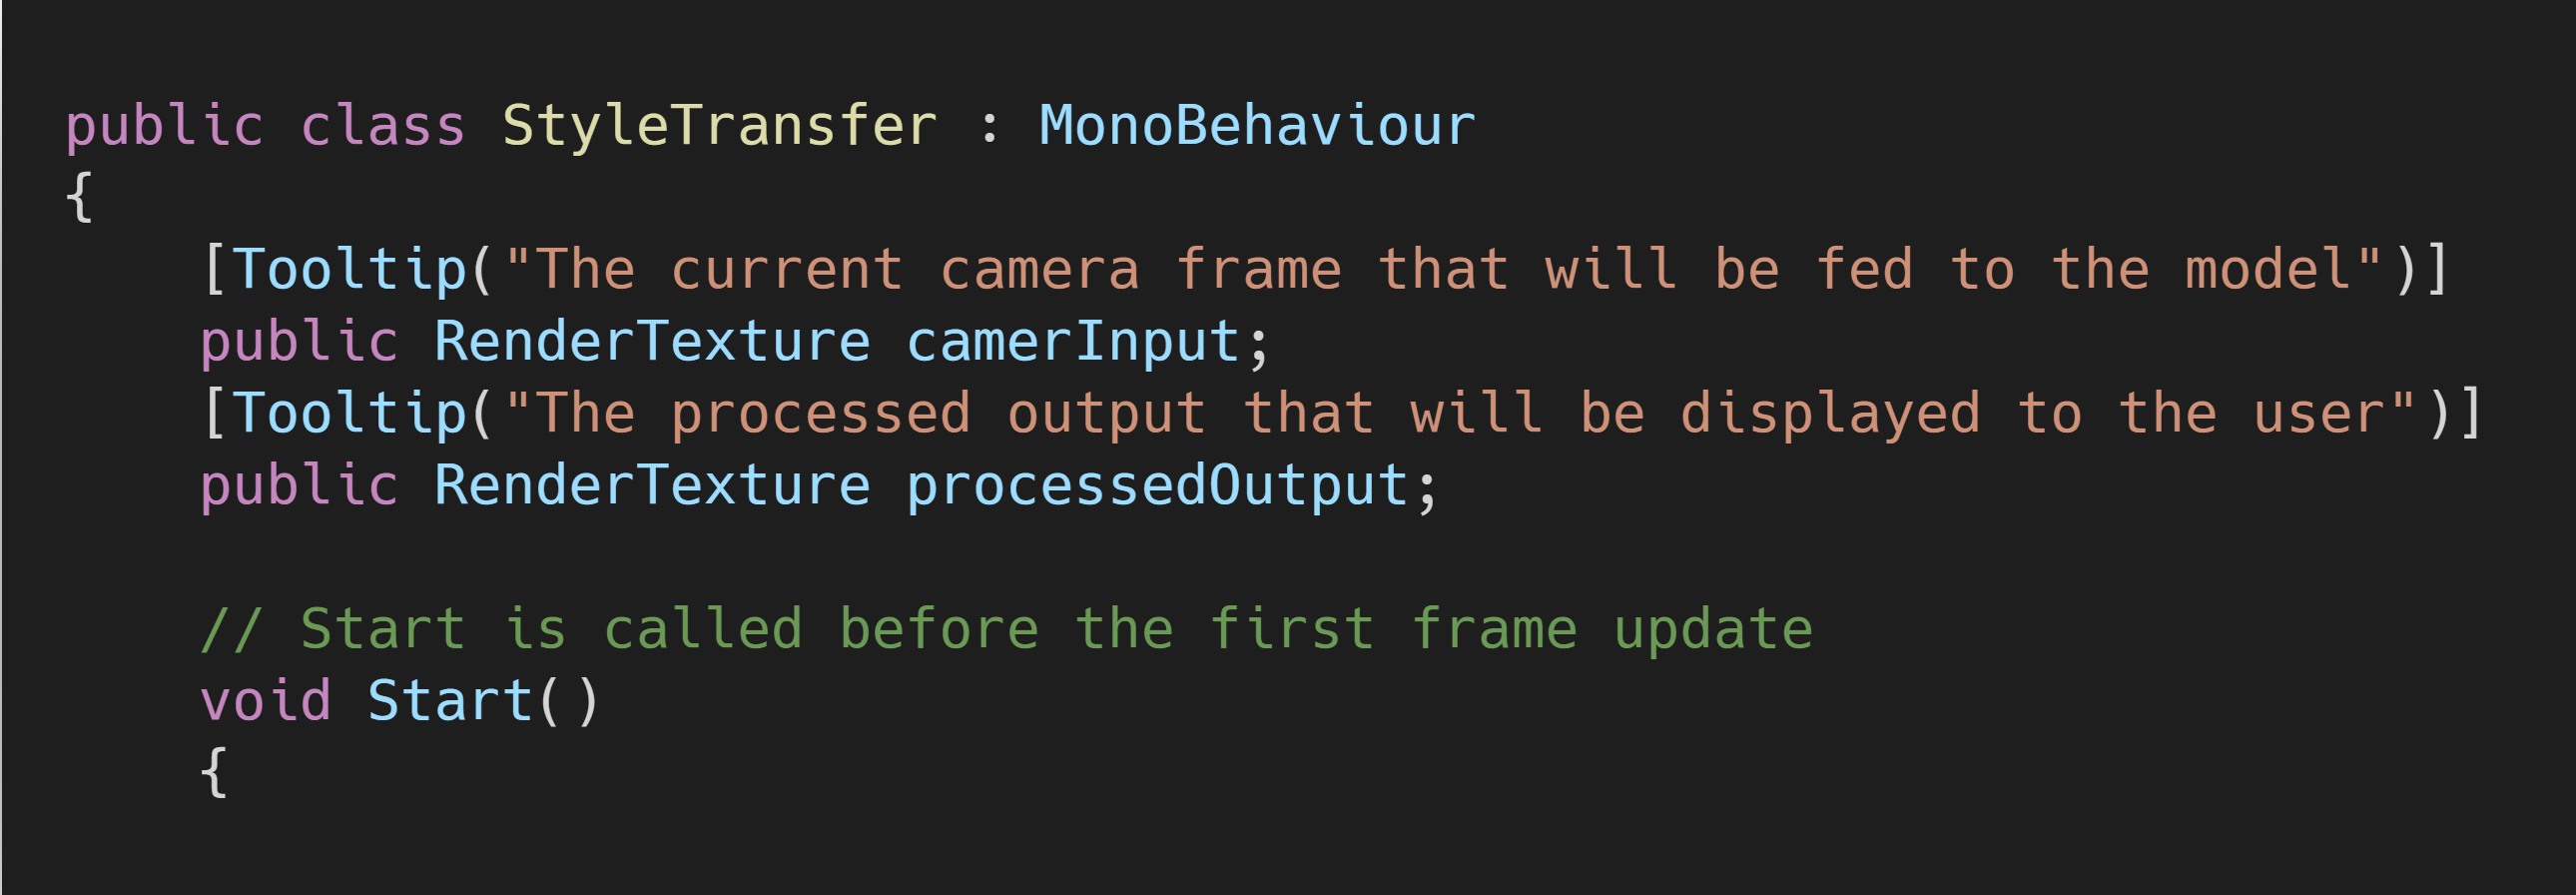 public class StyleTransfer : MonoBehaviour
{
    [Tooltip("The current camera frame that will be fed to the model")]
    public RenderTexture camerInput;
    [Tooltip("The processed output that will be displayed to the user")]
    public RenderTexture processedOutput;

    // Start is called before the first frame update
    void Start()
    {